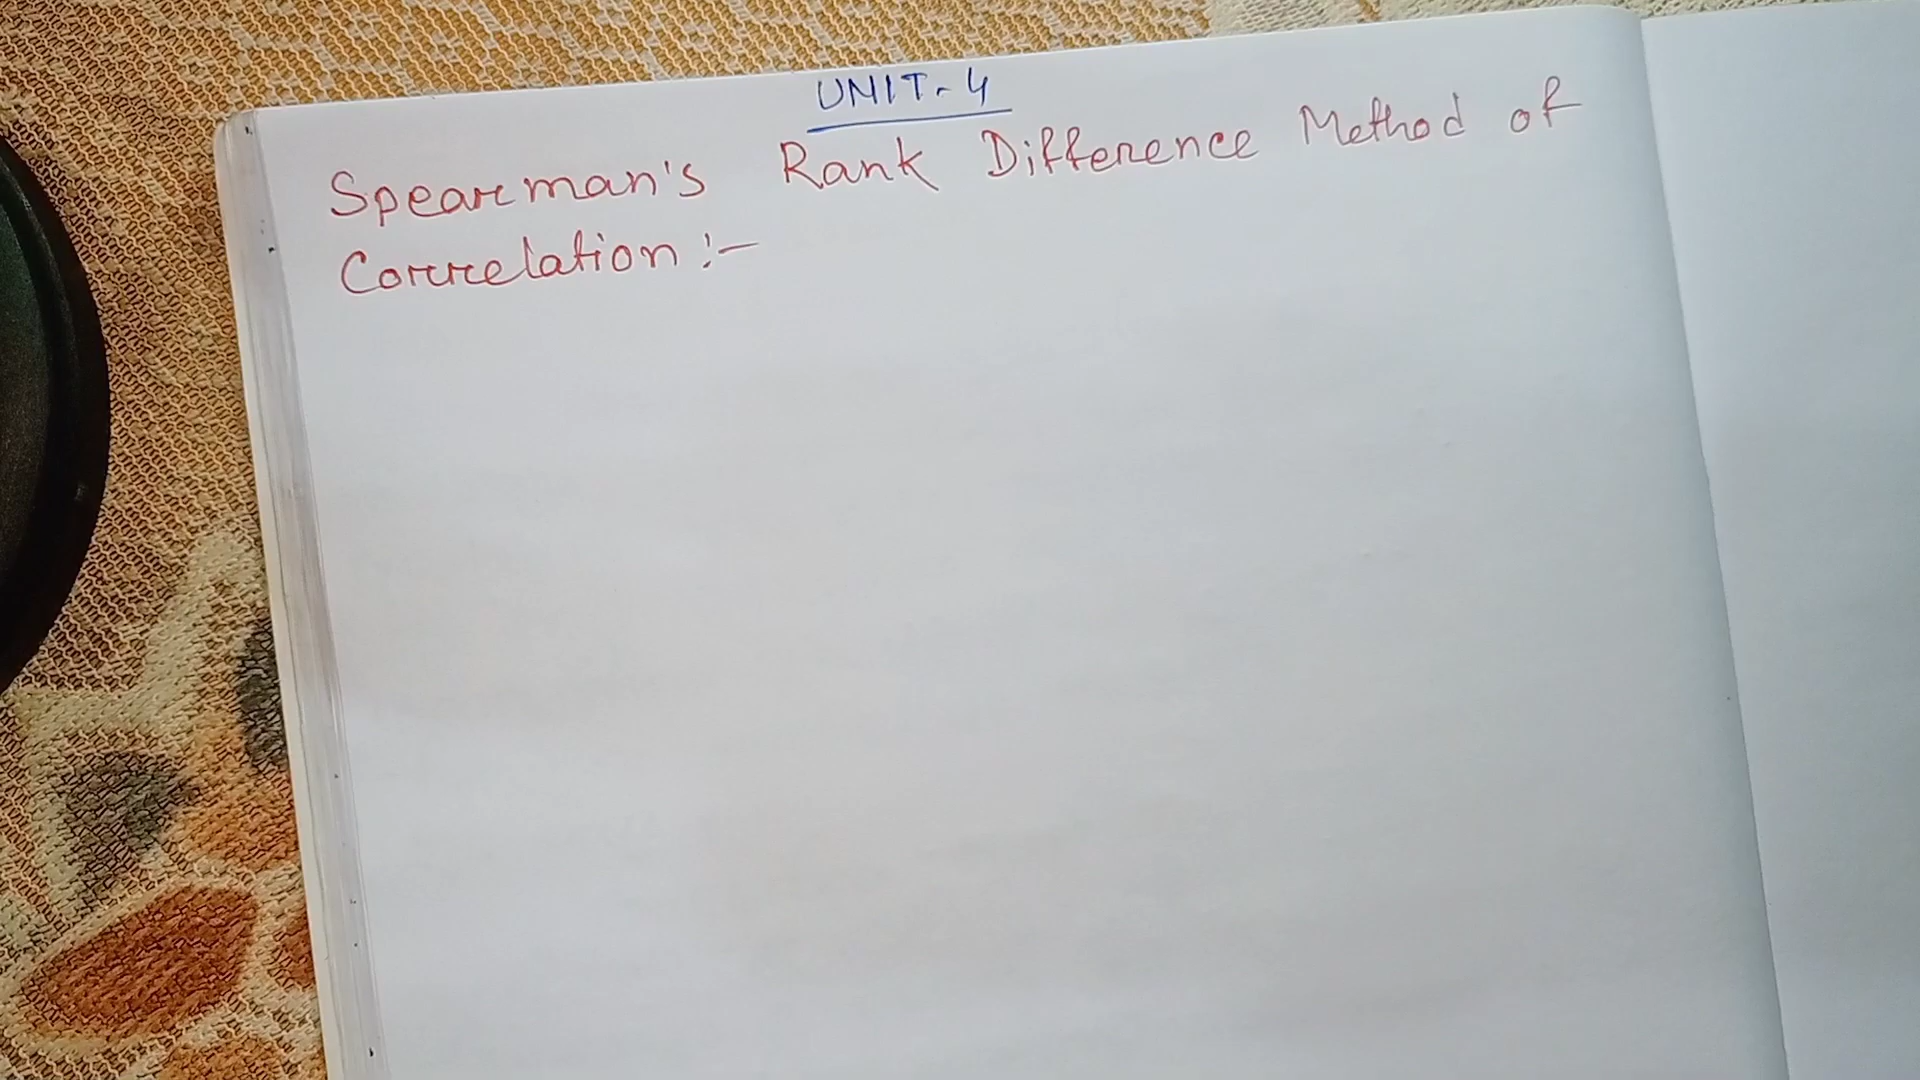 UNIT-4
Spearman's Rank Difference Method of
Correlation :-